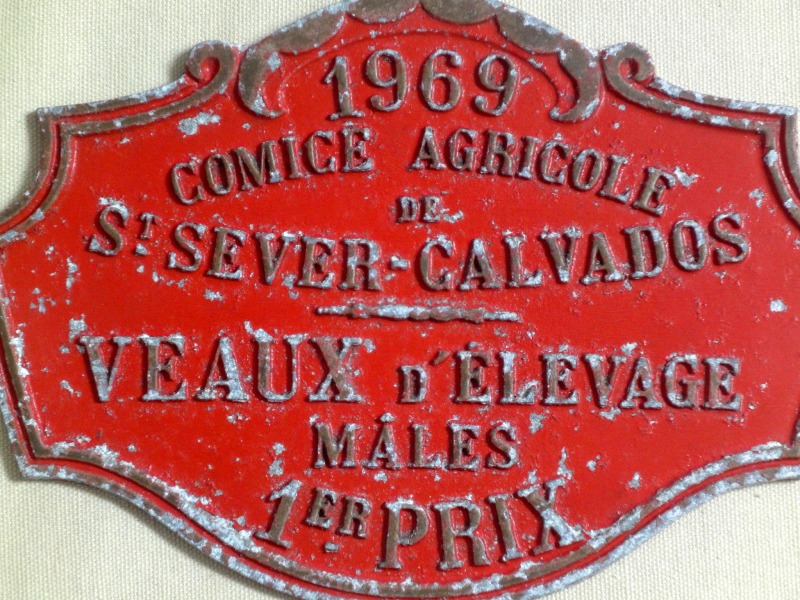 1969
COMICE AGRICOLE
DE
ST SEVER-CALVADOS
VEAUX D'ÉLEVAGE
MÂLES
1ER PRIX